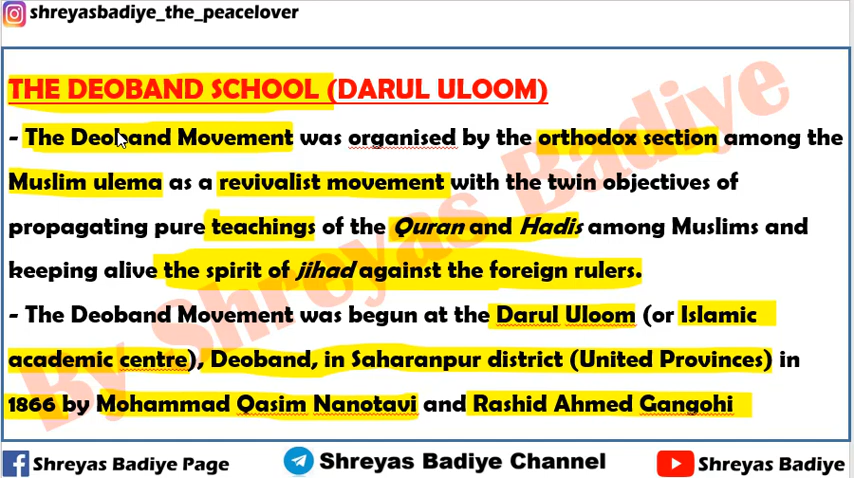 shreyasbadiye_the_peacelover
THE DEOBAND SCHOOL (DARUL ULOOM)
- The Deoband Movement was organised by the orthodox section among the
Muslim ulema as a revivalist movement with the twin objectives of
propagating pure teachings of the Quran and Hadis among Muslims and
keeping alive the spirit of jihad against the foreign rulers.
- The Deoband Movement was begun at the Darul Uloom (or Islamic
academic centre), Deoband, in Saharanpur district (United Provinces) in
1866 by Mohammad Qasim Nanotavi and Rashid Ahmed Gangohi
By Shreyas Badiye
Shreyas Badiye Page
Shreyas Badiye Channel
Shreyas Badiye